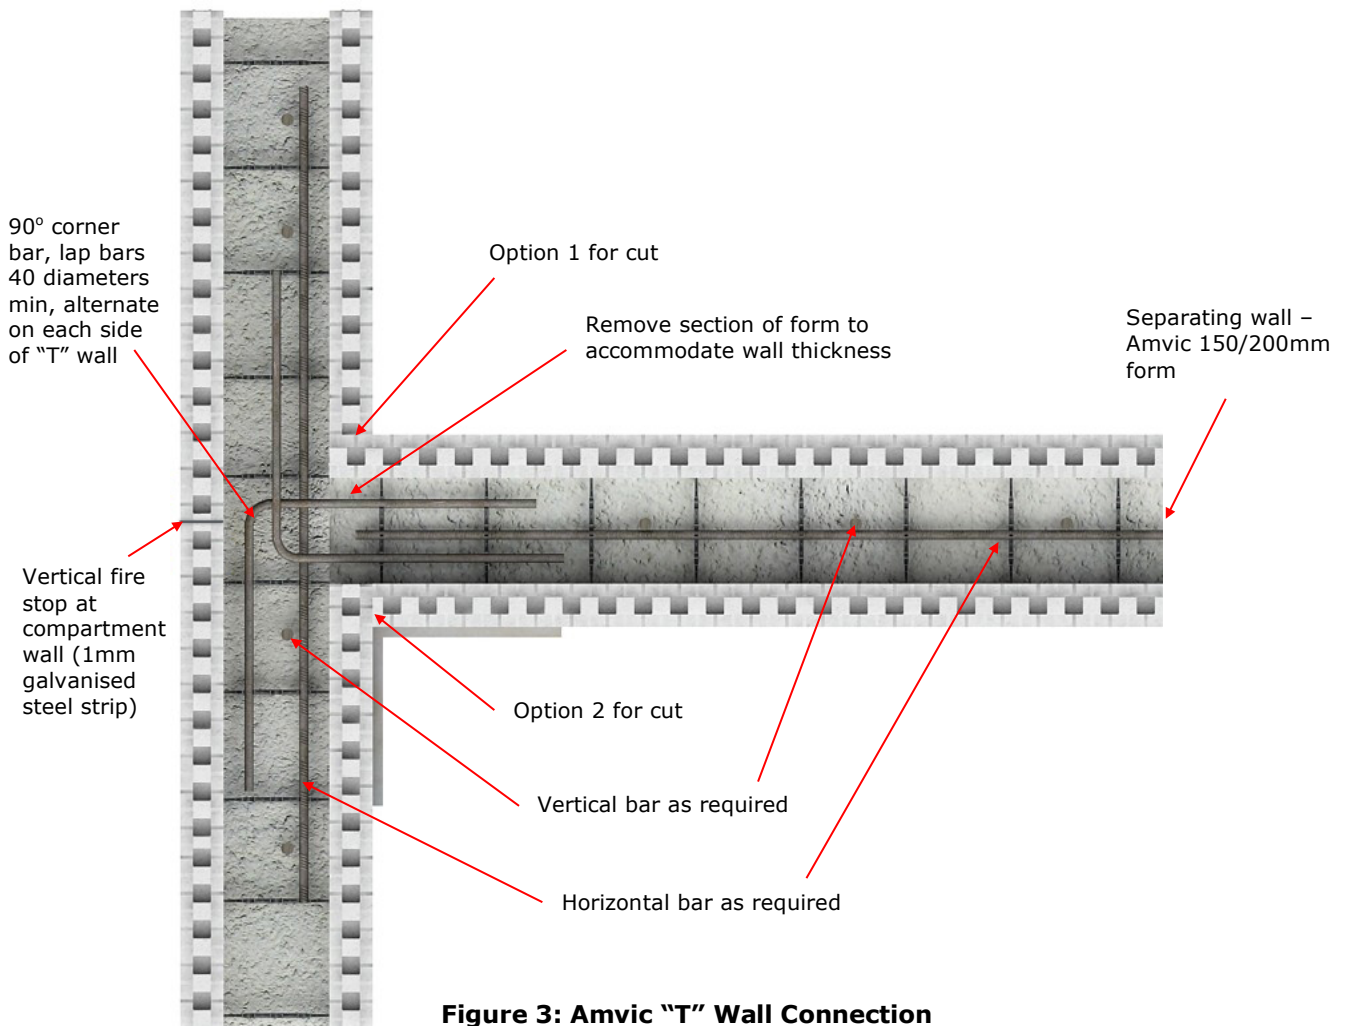 90º corner
bar, lap bars
40 diameters
min, alternate
on each side
of “T” wall
Option 1 for cut
Remove section of form to
accommodate wall thickness
Separating wall –
Amvic 150/200mm
form
Vertical fire
stop at
compartment
wall (1mm
galvanised
steel strip)
Option 2 for cut
Vertical bar as required
Horizontal bar as required
Figure 3: Amvic “T” Wall Connection